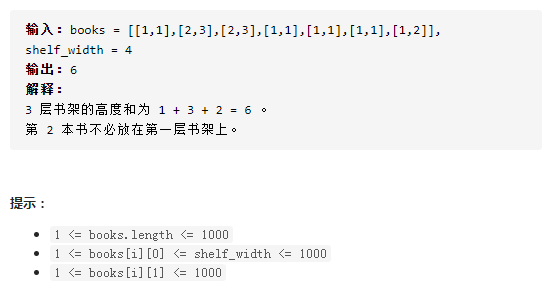 输入：books = [[1,1],[2,3],[2,3],[1,1],[1,1],[1,1],[1,2]],
shelf_width = 4
输出：6
解释：
3 层书架的高度和为 1 + 3 + 2 = 6 。
第 2 本书不必放在第一层书架上。
提示：
1 <= books.length <= 1000
1 <= books[i][0] <= shelf_width <= 1000
1 <= books[i][1] <= 1000